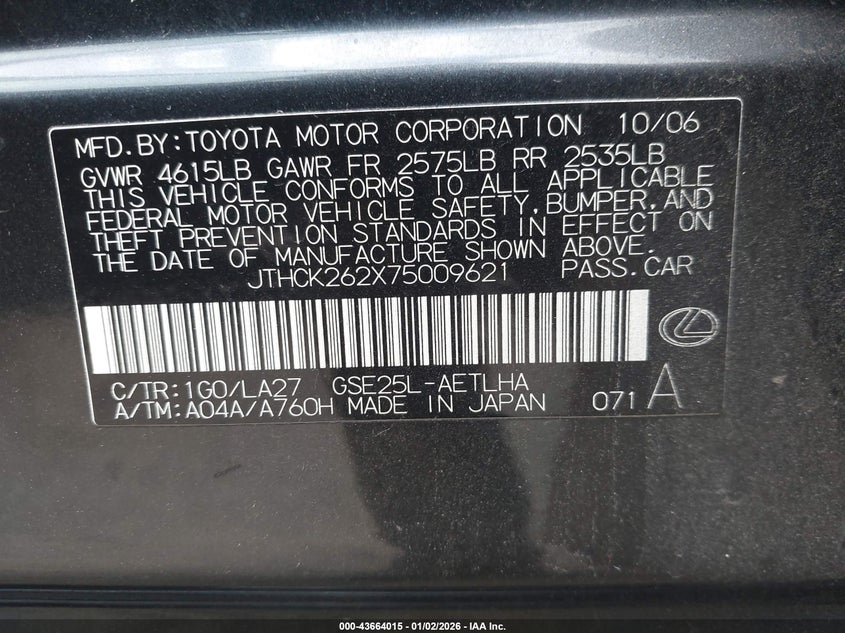 MFD.BY:TOYOTA MOTOR CORPORATION 10/06
GVWR 4615LB GAWR FR 2575LB RR 2535LB
THIS VEHICLE CONFORMS TO ALL APPLICABLE
FEDERAL MOTOR VEHICLE SAFETY,BUMPER,AND
THEFT PREVENTION STANDARDS IN EFFECT ON
THE DATE OF MANUFACTURE SHOWN ABOVE.
JTHCK262X75009621 PASS.CAR
C/TR:1G0/LA27 GSE25L-AETLHA
A/TM:A04A/A760H MADE IN JAPAN 071 A
000-43664015 - 01/02/2026 - IAA Inc.